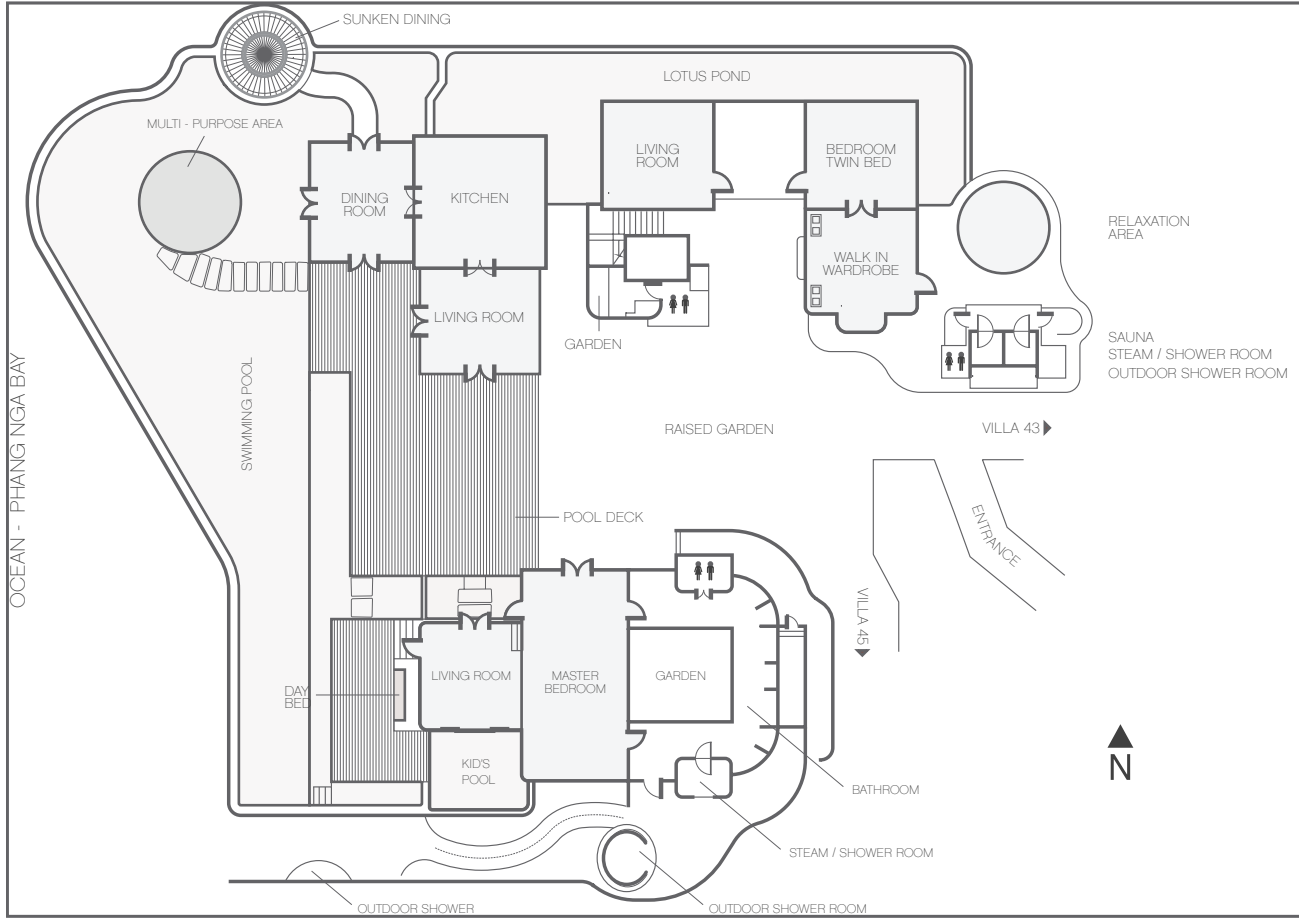 SUNKEN DINING
LOTUS POND
MULTI - PURPOSE AREA
LIVING
ROOM
BEDROOM
TWIN BED
DINING
ROOM
KITCHEN
RELAXATION
AREA
WALK IN
WARDROBE
LIVING ROOM
GARDEN
SAUNA
STEAM / SHOWER ROOM
OUTDOOR SHOWER ROOM
OCEAN - PHANG NGA BAY
SWIMMING POOL
RAISED GARDEN
VILLA 43
POOL DECK
ENTRANCE
VILLA 45
DAY
BED
LIVING ROOM
MASTER
BEDROOM
GARDEN
KID'S
POOL
N
BATHROOM
STEAM / SHOWER ROOM
OUTDOOR SHOWER
OUTDOOR SHOWER ROOM